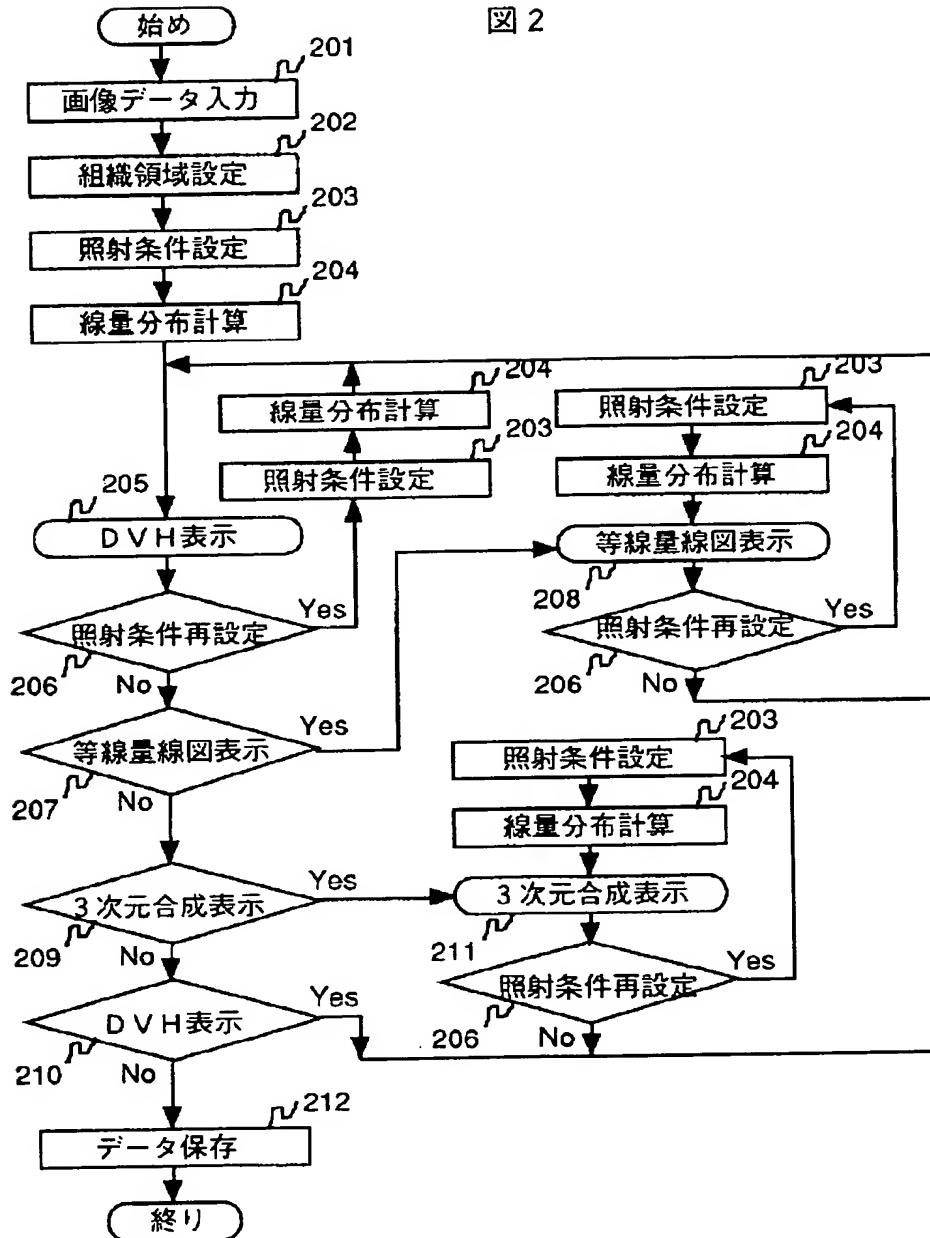 図2
始め
201
画像データ入力
202
組織領域設定
203
照射条件設定
204
線量分布計算
204
線量分布計算
203
照射条件設定
203
照射条件設定
204
線量分布計算
205
DVH表示
等線量線図表示
208
照射条件再設定
Yes
206
No
照射条件再設定
Yes
206
No
等線量線図表示
Yes
207
No
203
照射条件設定
204
線量分布計算
3次元合成表示
Yes
209
No
3次元合成表示
211
照射条件再設定
Yes
206
No
DVH表示
Yes
210
No
212
データ保存
終り